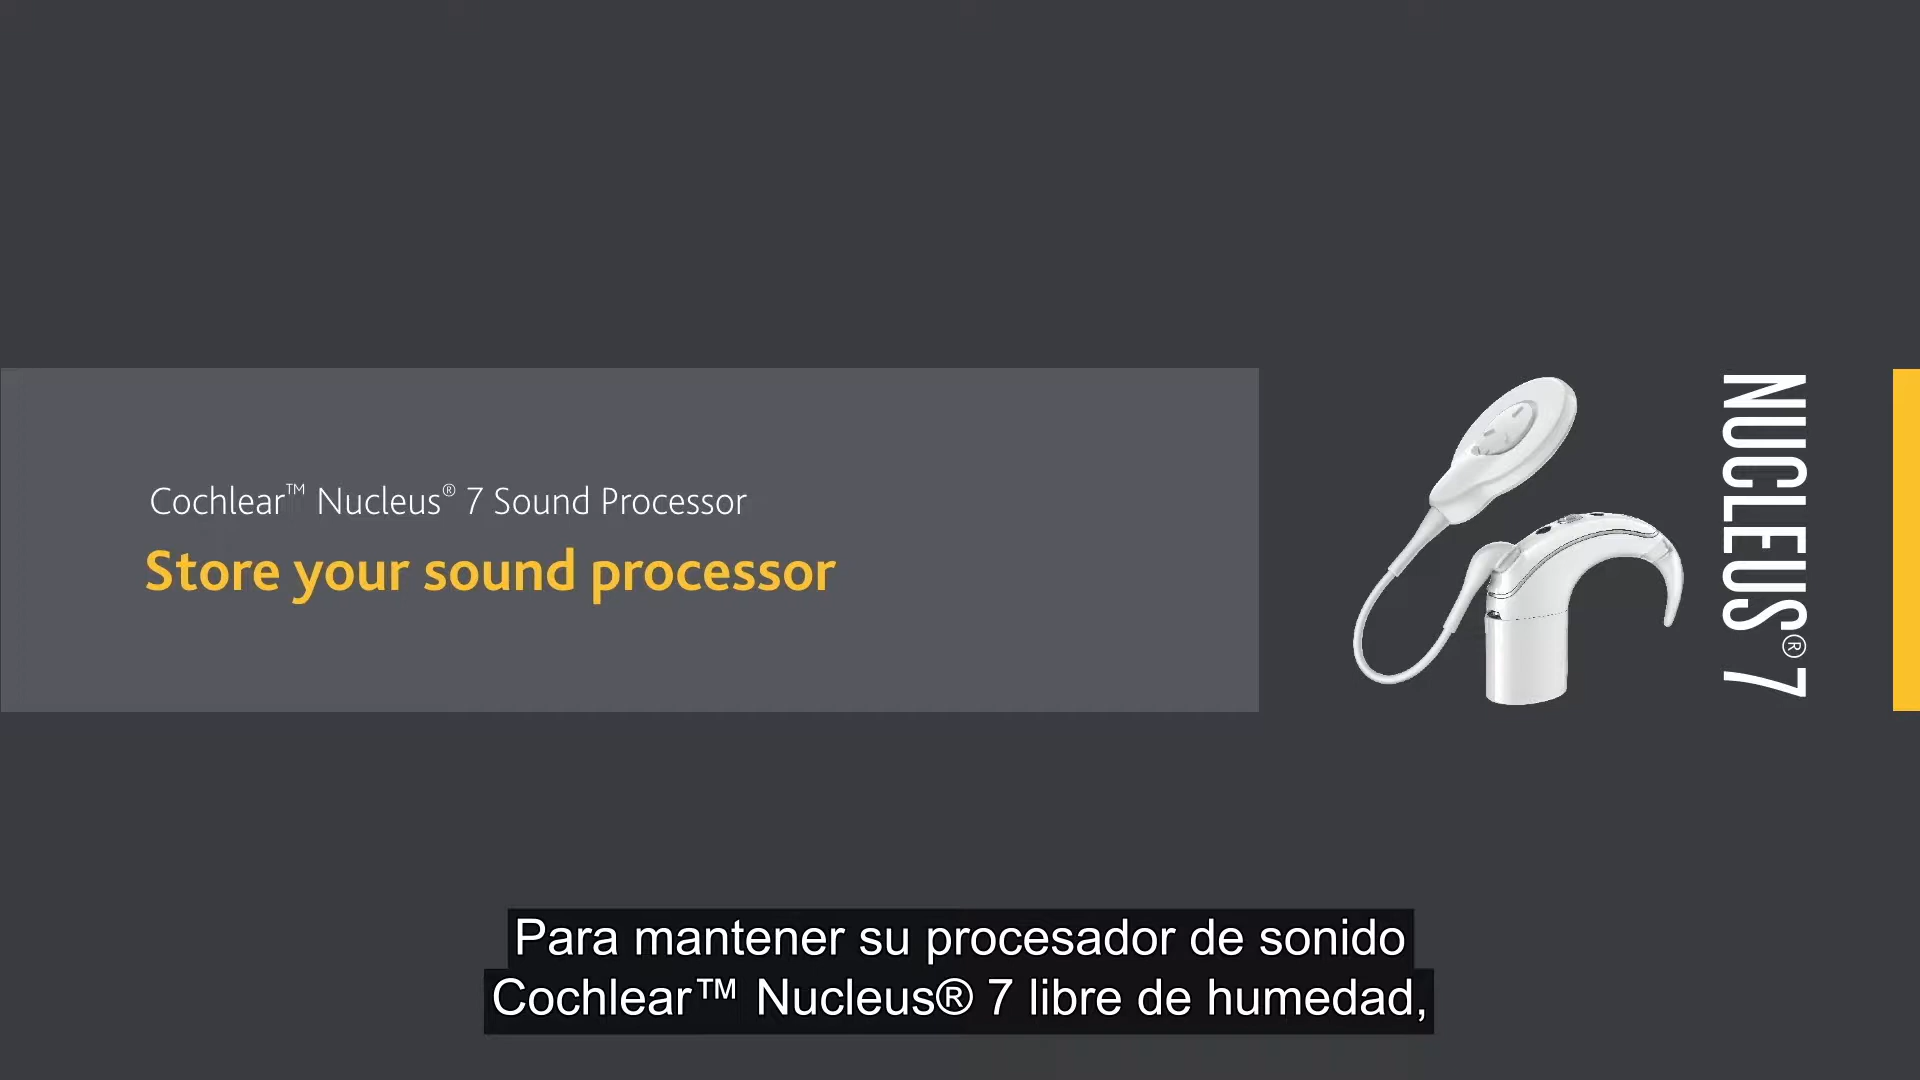 Cochlear™ Nucleus® 7 Sound Processor
Store your sound processor
NUCLEUS® 7
Para mantener su procesador de sonido
Cochlear™ Nucleus® 7 libre de humedad,